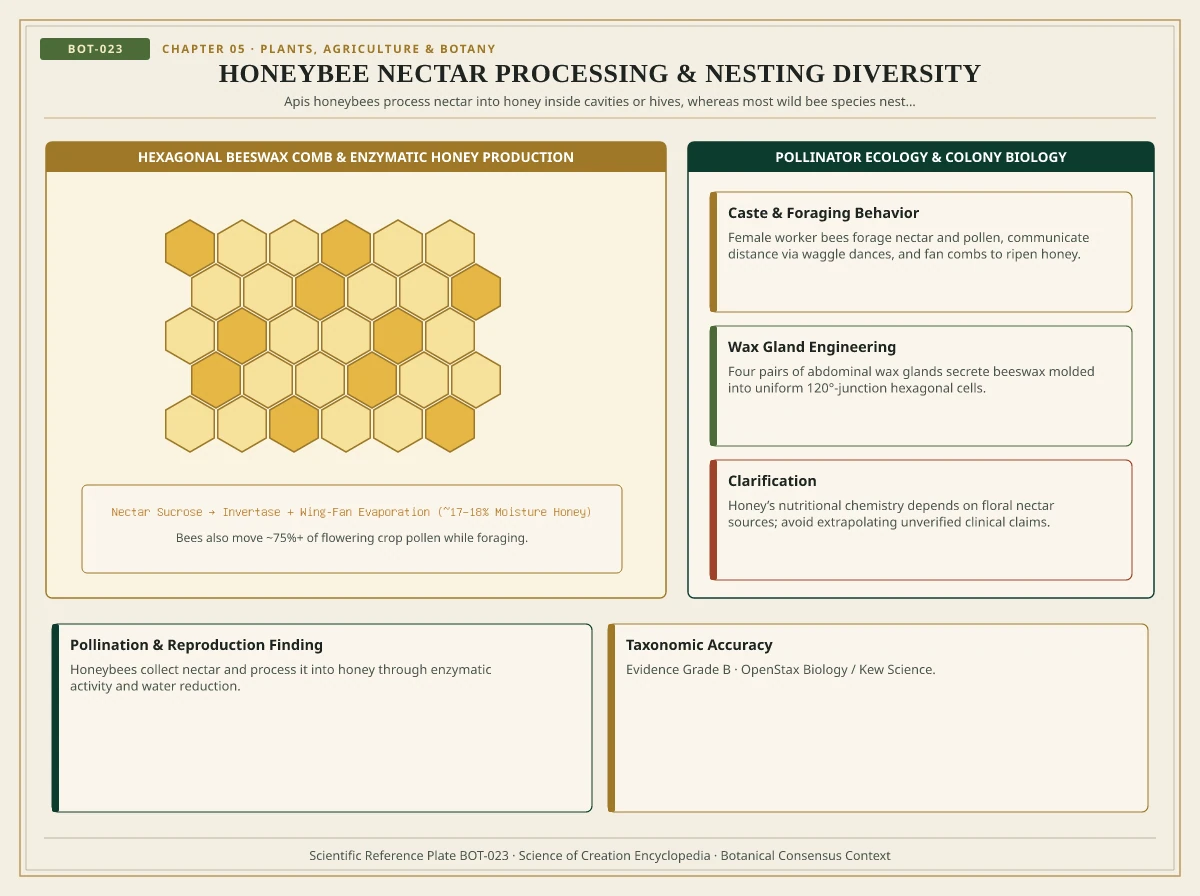 BOT-023
CHAPTER 05 · PLANTS, AGRICULTURE & BOTANY
HONEYBEE NECTAR PROCESSING & NESTING DIVERSITY
Apis honeybees process nectar into honey inside cavities or hives, whereas most wild bee species nest...
HEXAGONAL BEESWAX COMB & ENZYMATIC HONEY PRODUCTION
Nectar Sucrose → Invertase + Wing-Fan Evaporation (~17–18% Moisture Honey)
Bees also move ~75%+ of flowering crop pollen while foraging.
POLLINATOR ECOLOGY & COLONY BIOLOGY
Caste & Foraging Behavior
Female worker bees forage nectar and pollen, communicate
distance via waggle dances, and fan combs to ripen honey.
Wax Gland Engineering
Four pairs of abdominal wax glands secrete beeswax molded
into uniform 120°-junction hexagonal cells.
Clarification
Honey’s nutritional chemistry depends on floral nectar
sources; avoid extrapolating unverified clinical claims.
Pollination & Reproduction Finding
Honeybees collect nectar and process it into honey through enzymatic
activity and water reduction.
Taxonomic Accuracy
Evidence Grade B · OpenStax Biology / Kew Science.
Scientific Reference Plate BOT-023 · Science of Creation Encyclopedia · Botanical Consensus Context